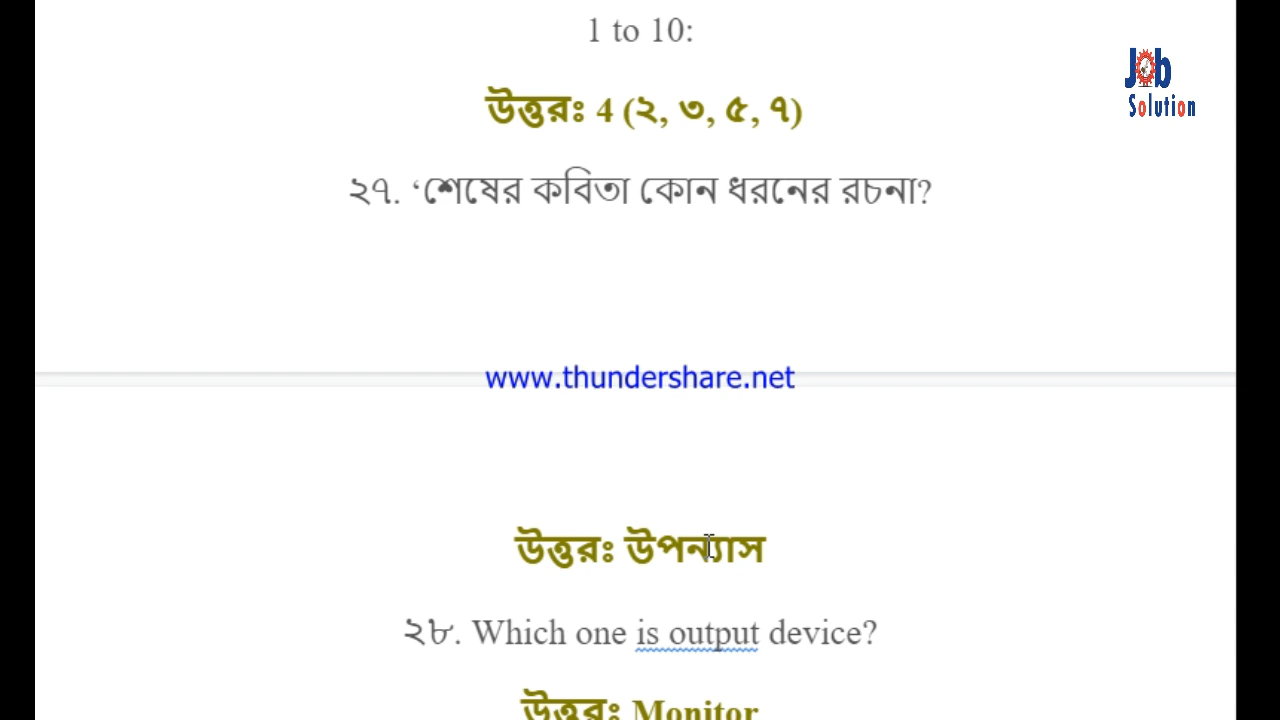 1 to 10:
Job
Solution
উত্তরঃ 4 (২, ৩, ৫, ৭)
২৭. ‘শেষের কবিতা কোন ধরনের রচনা?
www.thundershare.net
উত্তরঃ উপন্যাস
২৮. Which one is output device?
উত্তরঃ Monitor